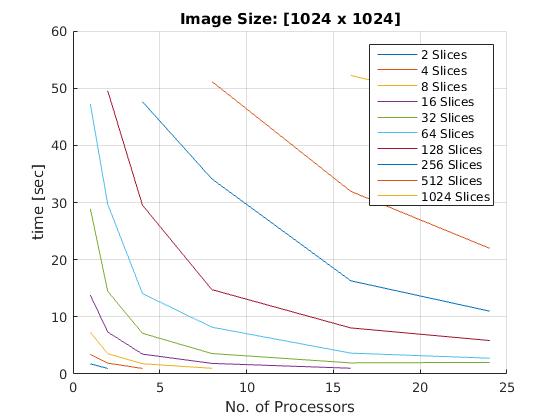 Image Size: [1024 x 1024]
60
50
40
30
20
10
0
time [sec]
2 Slices
4 Slices
8 Slices
16 Slices
32 Slices
64 Slices
128 Slices
256 Slices
512 Slices
1024 Slices
0 5 10 15 20 25
No. of Processors